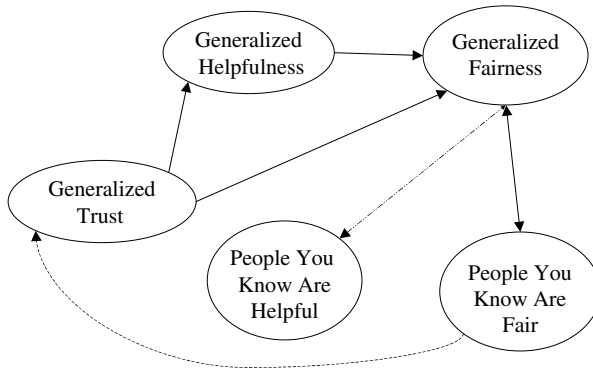 Generalized
Helpfulness
Generalized
Fairness
Generalized
Trust
People You
Know Are
Helpful
People You
Know Are
Fair